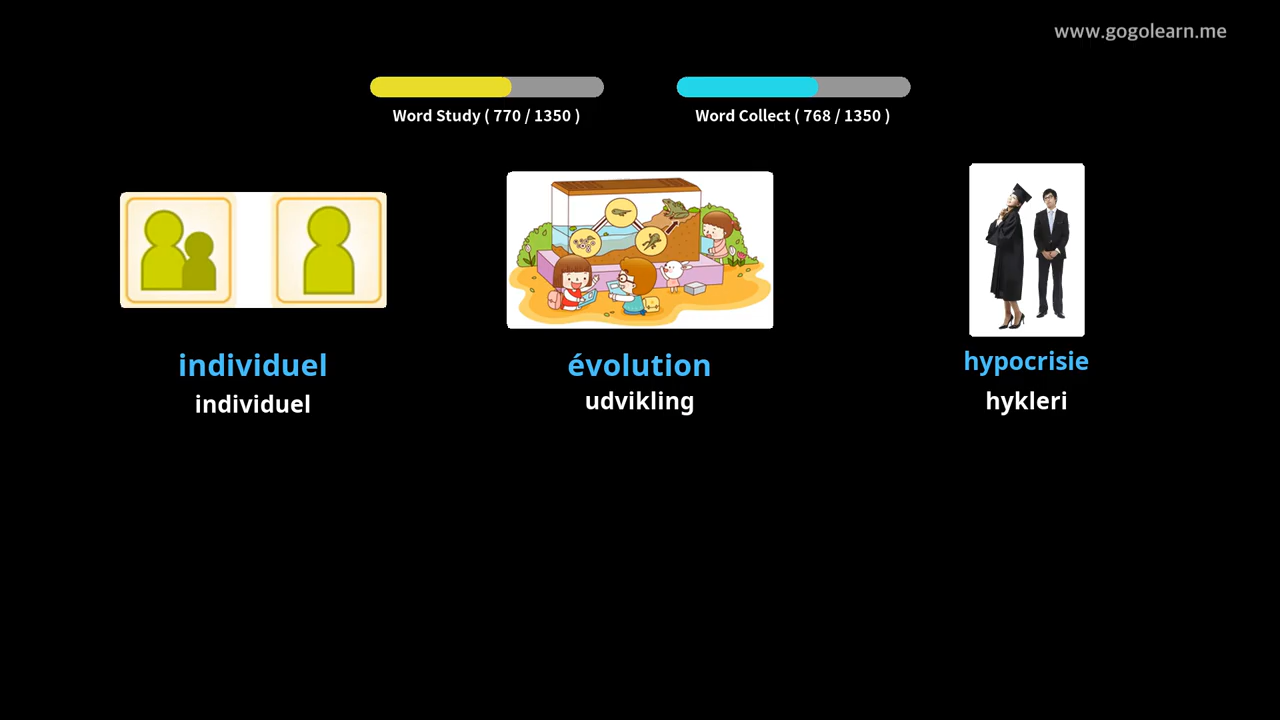 www.gogolearn.me
Word Study ( 770 / 1350 )
Word Collect ( 768 / 1350 )
individuel
individuel
évolution
udvikling
hypocrisie
hykleri